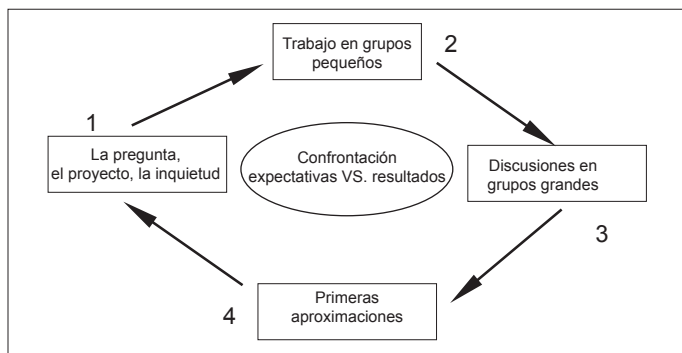 Trabajo en grupos
pequeños
2
1
La pregunta,
el proyecto, la inquietud
Confrontación
expectativas VS. resultados
Discusiones en
grupos grandes
3
Primeras
aproximaciones
4